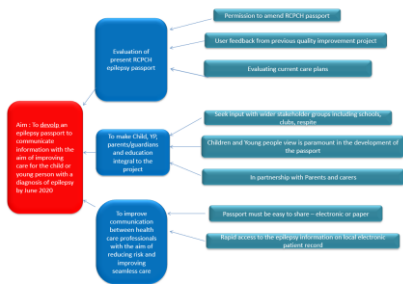 Aim : To devolp an
epilepsy passport to
communicate
information with the
aim of improving
care for the child or
young person with a
diagnosis of epilepsy
by June 2020
Evaluation of
present RCPCH
epilepsy passport
Permission to amend RCPCH passport
User feedback from previous quality improvement project
Evaluating current care plans
To make Child, YP,
parents/guardians
and education
integral to the
project
Seek input with wider stakeholder groups including schools,
clubs, respite
Children and Young people view is paramount in the development of
the passport
In partnership with Parents and carers
To improve
communication
between health
care professionals
with the aim of
reducing risk and
improving
seamless care
Passport must be easy to share – electronic or paper
Rapid access to the epilepsy information on local electronic
patient record